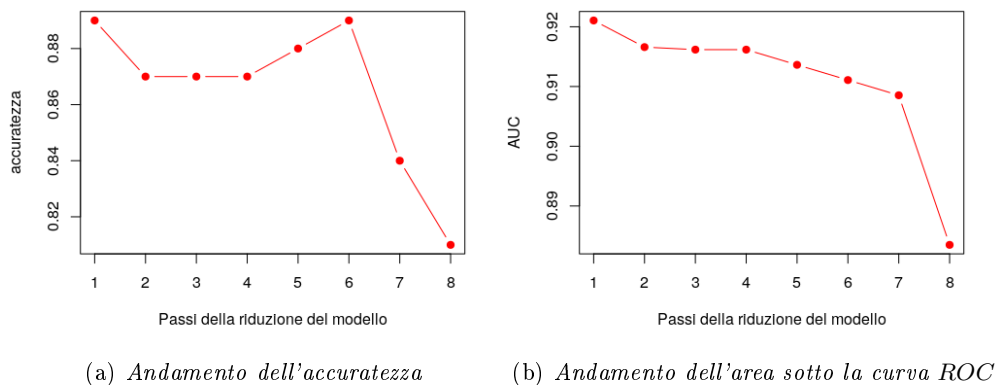 accuratezza
0.88
0.86
0.84
0.82
1 2 3 4 5 6 7 8
Passi della riduzione del modello
(a) Andamento dell'accuratezza
AUC
0.92
0.91
0.90
0.89
1 2 3 4 5 6 7 8
Passi della riduzione del modello
(b) Andamento dell'area sotto la curva ROC